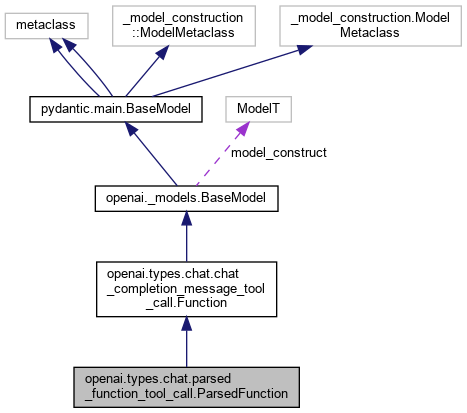 metaclass
_model_construction
::ModelMetaclass
_model_construction.Model
Metaclass
pydantic.main.BaseModel
ModelT
model_construct
openai._models.BaseModel
openai.types.chat.chat
_completion_message_tool
_call.Function
openai.types.chat.parsed
_function_tool_call.ParsedFunction